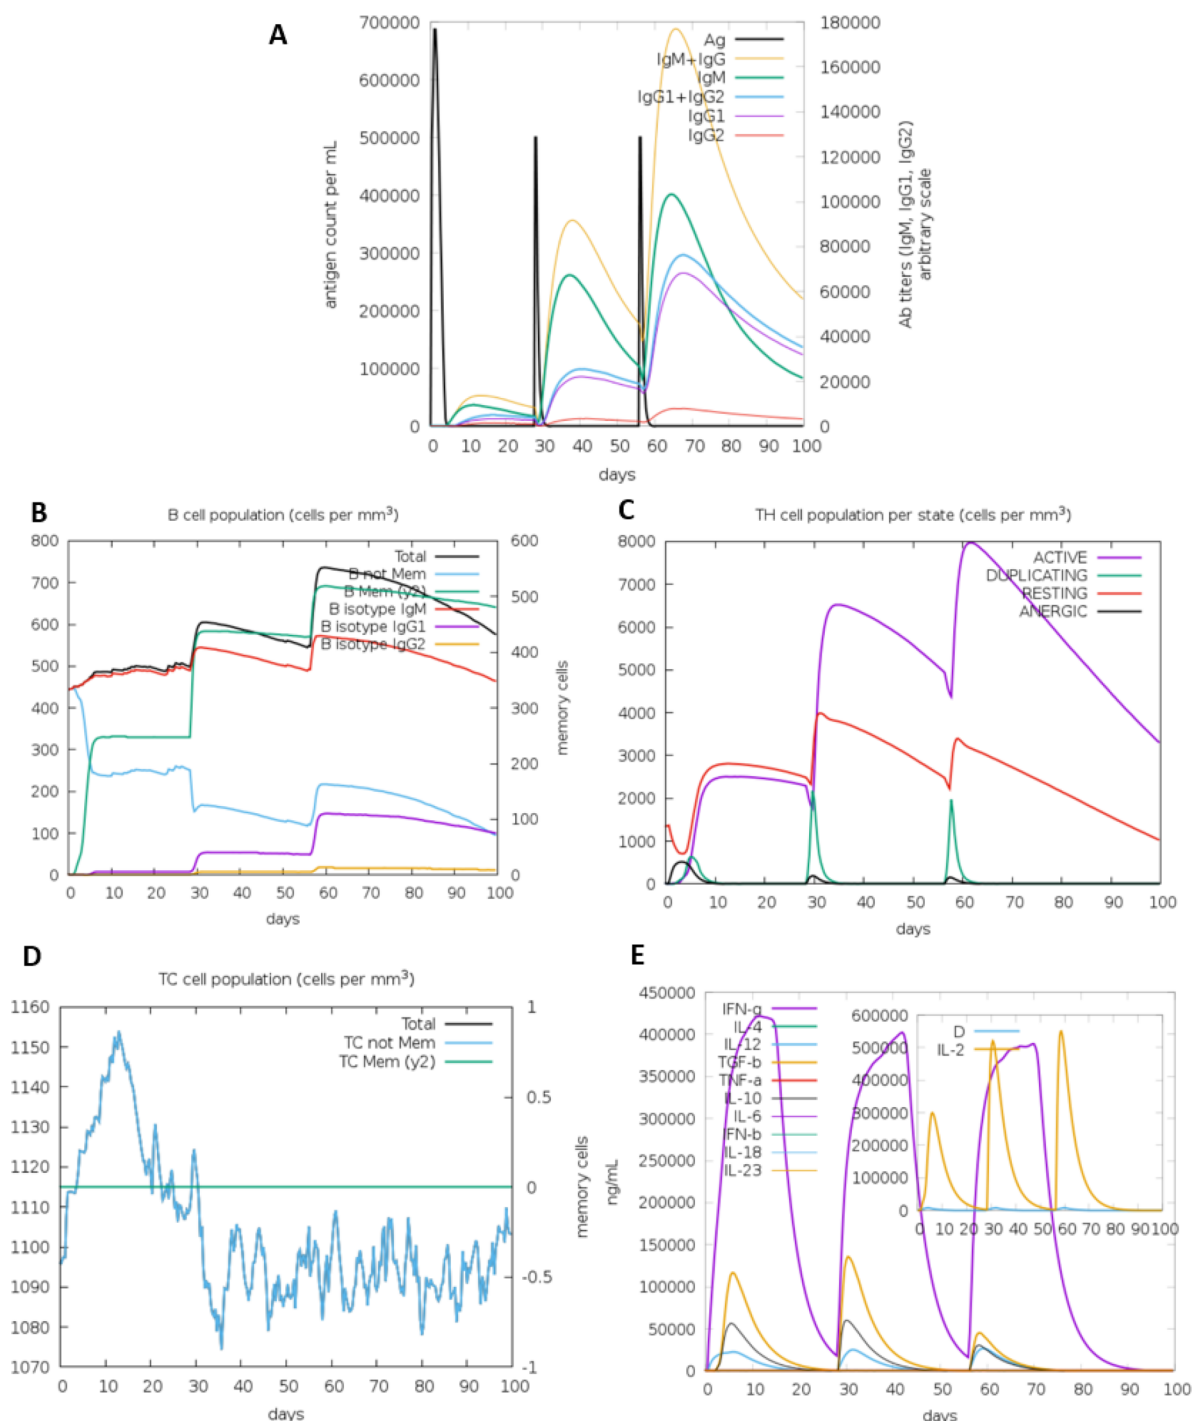 A
700000
600000
500000
400000
300000
200000
100000
0
antigen count per mL
Ag
IgM+IgG
IgM
IgG1+IgG2
IgG1
IgG2
180000
160000
140000
120000
100000
80000
60000
40000
20000
0
Ab titers (IgM, IgG1, IgG2)
arbitrary scale
0 10 20 30 40 50 60 70 80 90 100
days
B
B cell population (cells per mm³)
800
700
600
500
400
300
200
100
0
Total
B not Mem
B Mem (y2)
B isotype IgM
B isotype IgG1
B isotype IgG2
600
500
400
300
200
100
0
memory cells
0 10 20 30 40 50 60 70 80 90 100
days
C
TH cell population per state (cells per mm³)
8000
7000
6000
5000
4000
3000
2000
1000
0
ACTIVE
DUPLICATING
RESTING
ANERGIC
0 10 20 30 40 50 60 70 80 90 100
days
D
TC cell population (cells per mm³)
1160
1150
1140
1130
1120
1110
1100
1090
1080
1070
Total
TC not Mem
TC Mem (y2)
1
0.5
0
-0.5
-1
memory cells
0 10 20 30 40 50 60 70 80 90 100
days
E
450000
400000
350000
300000
250000
200000
150000
100000
50000
0
ng/mL
IFN-g
IL-4
IL-12
TGF-b
TNF-a
IL-10
IL-6
IFN-b
IL-18
IL-23
600000
500000
400000
300000
200000
100000
0
D
IL-2
0 10 20 30 40 50 60 70 80 90 100
0 10 20 30 40 50 60 70 80 90 100
days